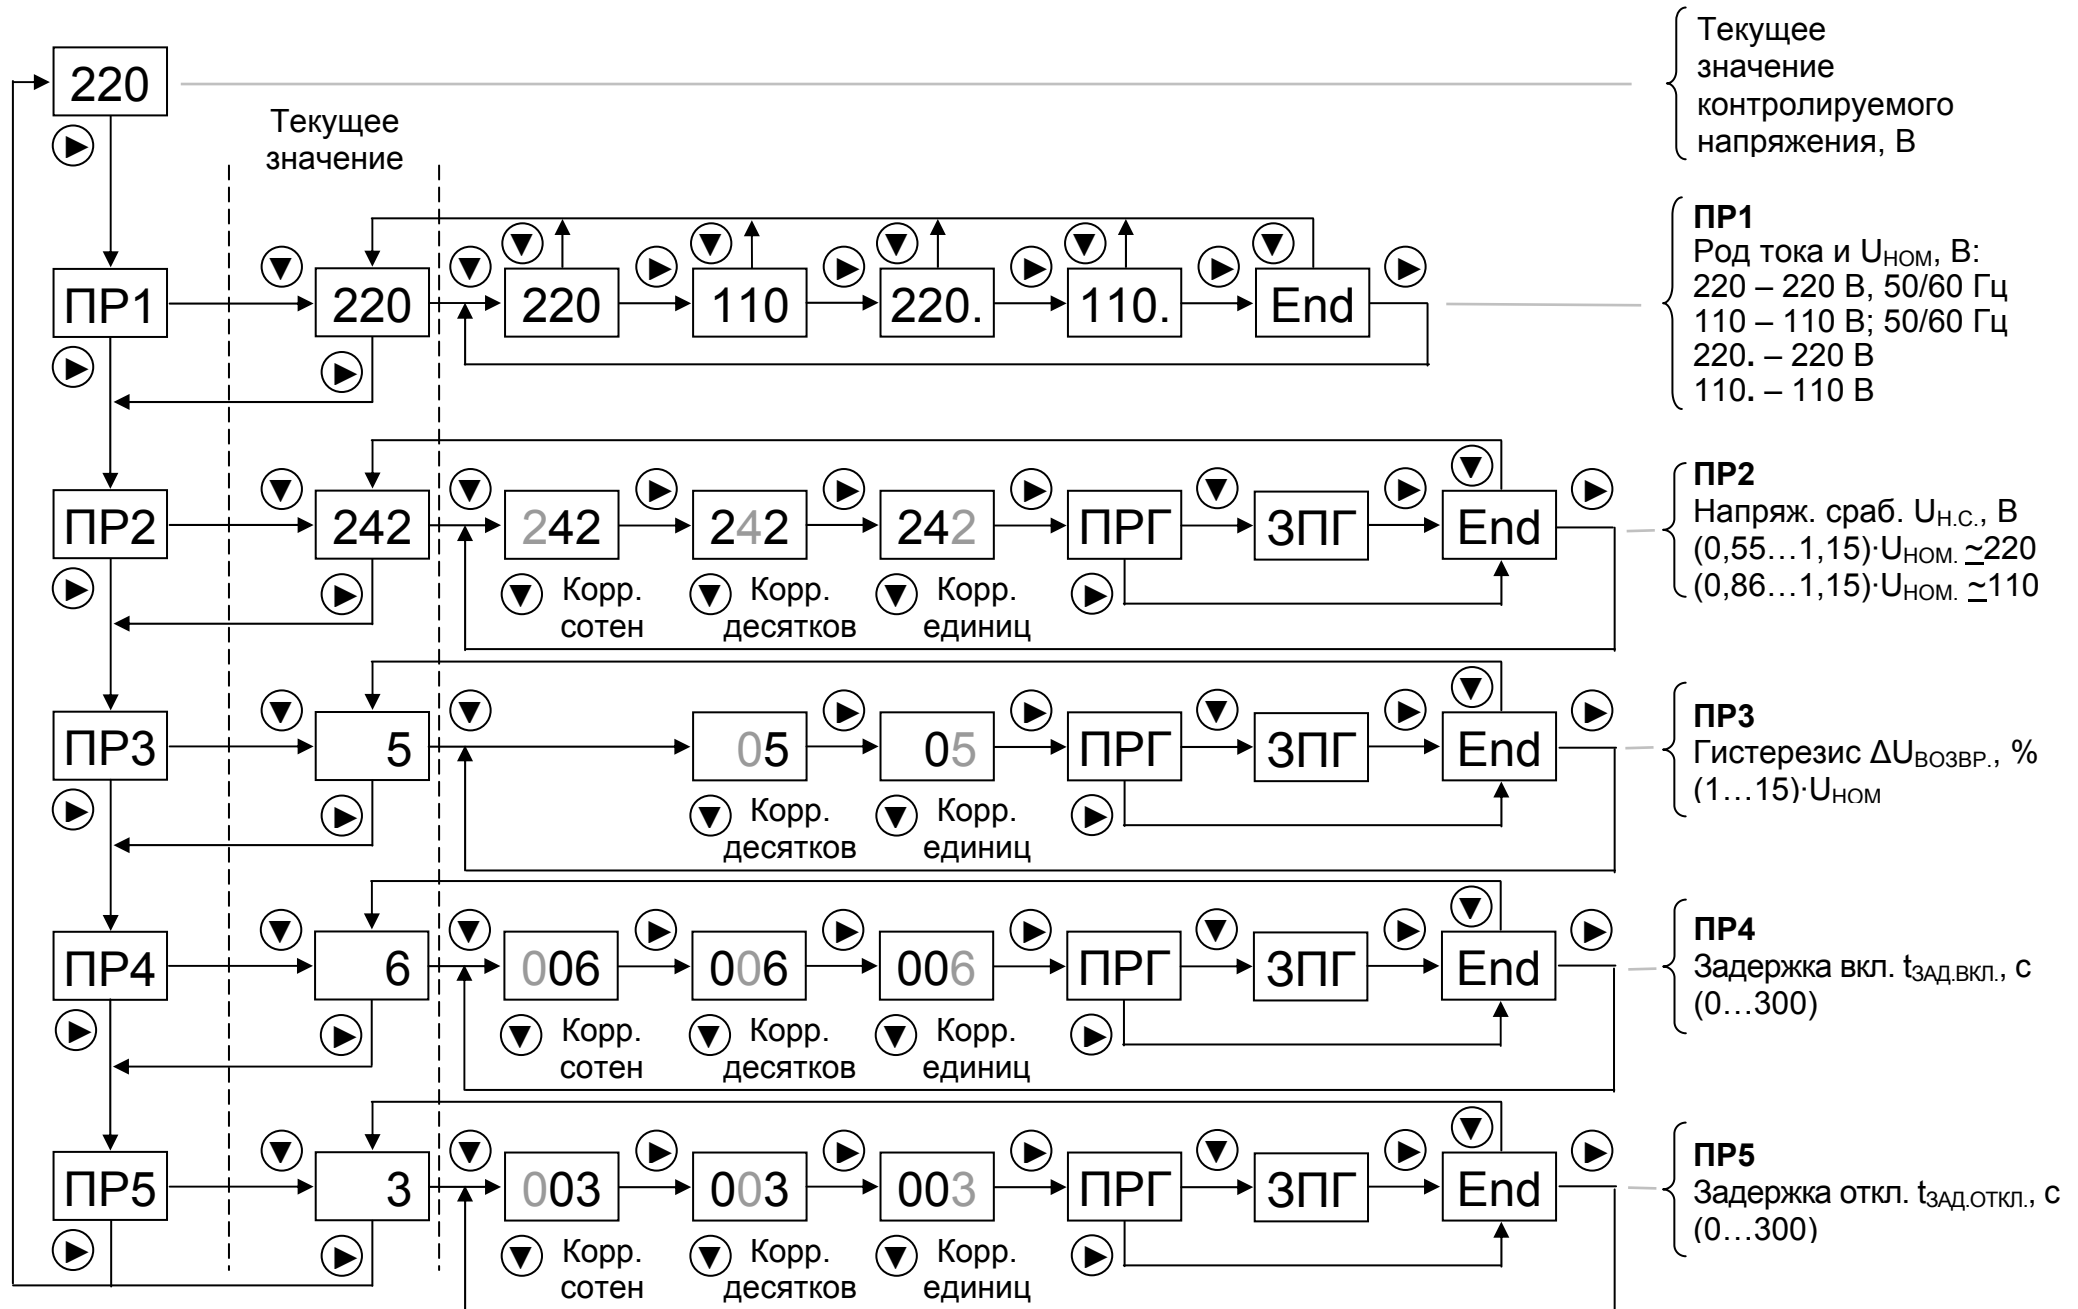 220
Текущее
значение
контролируемого
напряжения, В
Текущее
значение
ПР1
220
220
110
220.
110.
End
ПР1
Род тока и UНОМ, В:
220 – 220 В, 50/60 Гц
110 – 110 В; 50/60 Гц
220. – 220 В
110. – 110 В
ПР2
242
242
242
242
ПРГ
ЗПГ
End
Корр.
сотен
Корр.
десятков
Корр.
единиц
ПР2
Напряж. сраб. UН.С., В
(0,55…1,15)·UНОМ. ~220
(0,86…1,15)·UНОМ. ~110
ПР3
5
05
05
ПРГ
ЗПГ
End
Корр.
десятков
Корр.
единиц
ПР3
Гистерезис ΔUВОЗВР., %
(1…15)·UНОМ
ПР4
6
006
006
006
ПРГ
ЗПГ
End
Корр.
сотен
Корр.
десятков
Корр.
единиц
ПР4
Задержка вкл. tЗАД.ВКЛ., с
(0…300)
ПР5
3
003
003
003
ПРГ
ЗПГ
End
Корр.
сотен
Корр.
десятков
Корр.
единиц
ПР5
Задержка откл. tЗАД.ОТКЛ., с
(0…300)